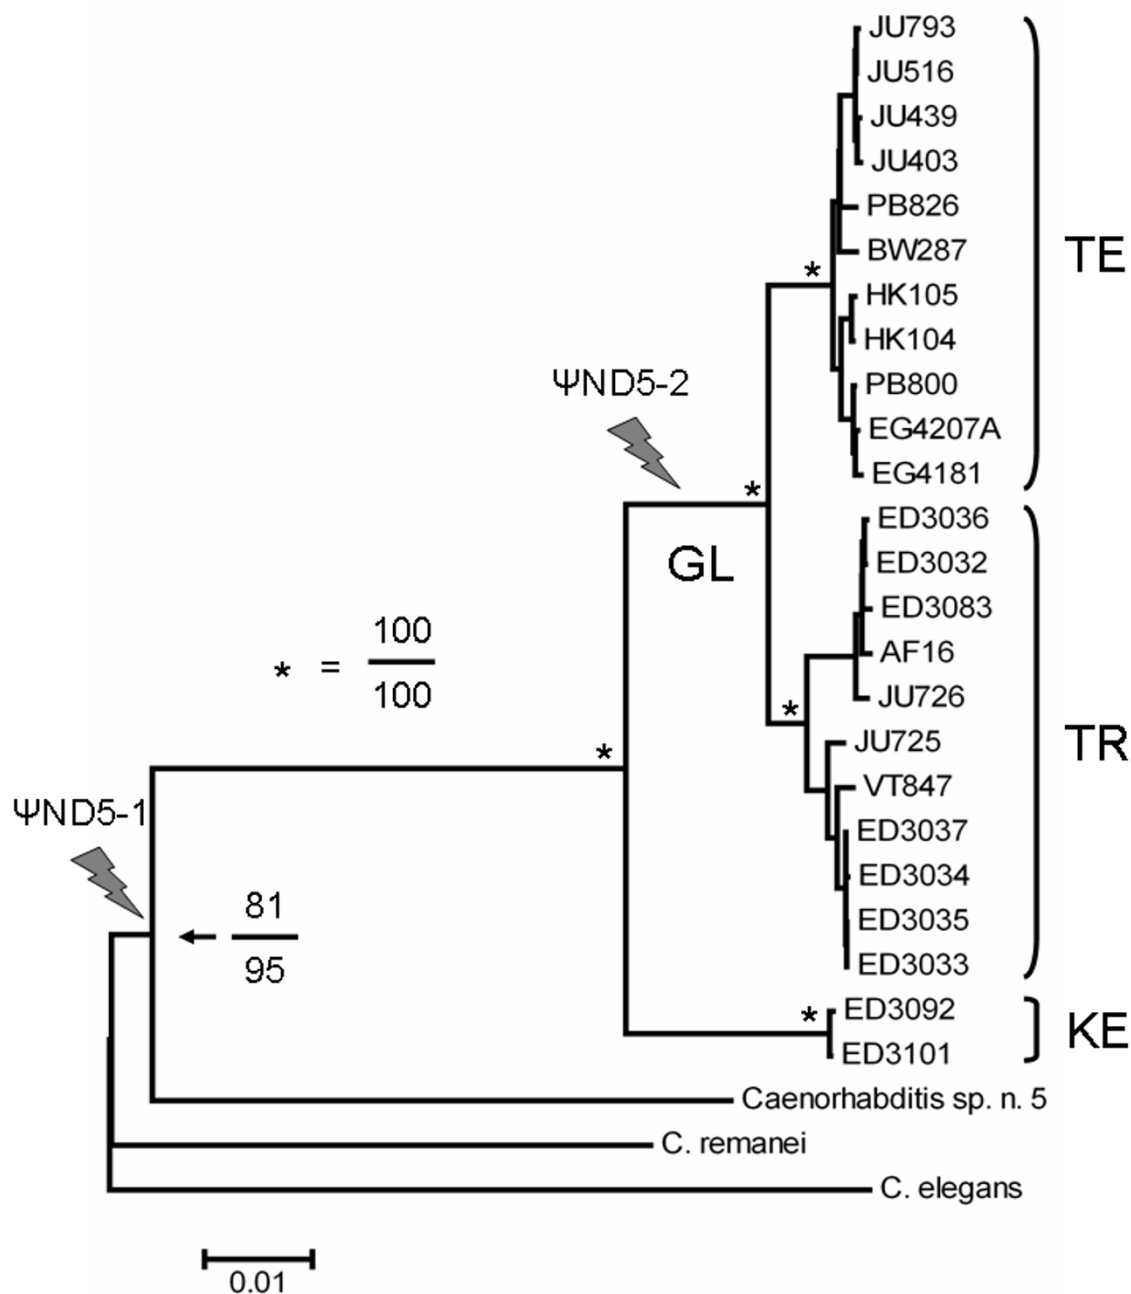 JU793
JU516
JU439
JU403
PB826
BW287
HK105
HK104
PB800
EG4207A
EG4181
TE
ΨND5-2
*
*
GL
ED3036
ED3032
ED3083
AF16
JU726
JU725
VT847
ED3037
ED3034
ED3035
ED3033
TR
*
* = 100
100
*
ΨND5-1
81
95
*
ED3092
ED3101
KE
Caenorhabditis sp. n. 5
C. remanei
C. elegans
0.01